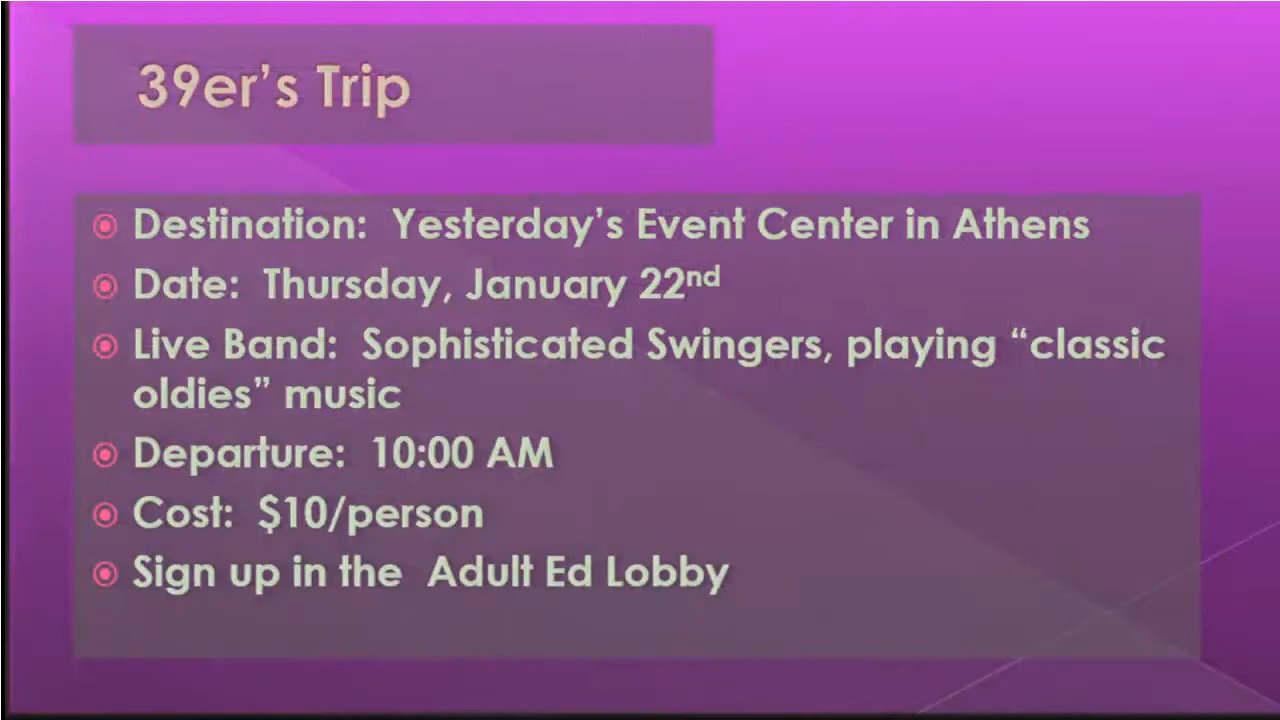 39er’s Trip
Destination:  Yesterday’s Event Center in Athens
Date:  Thursday, January 22nd
Live Band:  Sophisticated Swingers, playing “classic
oldies” music
Departure:  10:00 AM
Cost:  $10/person
Sign up in the  Adult Ed Lobby